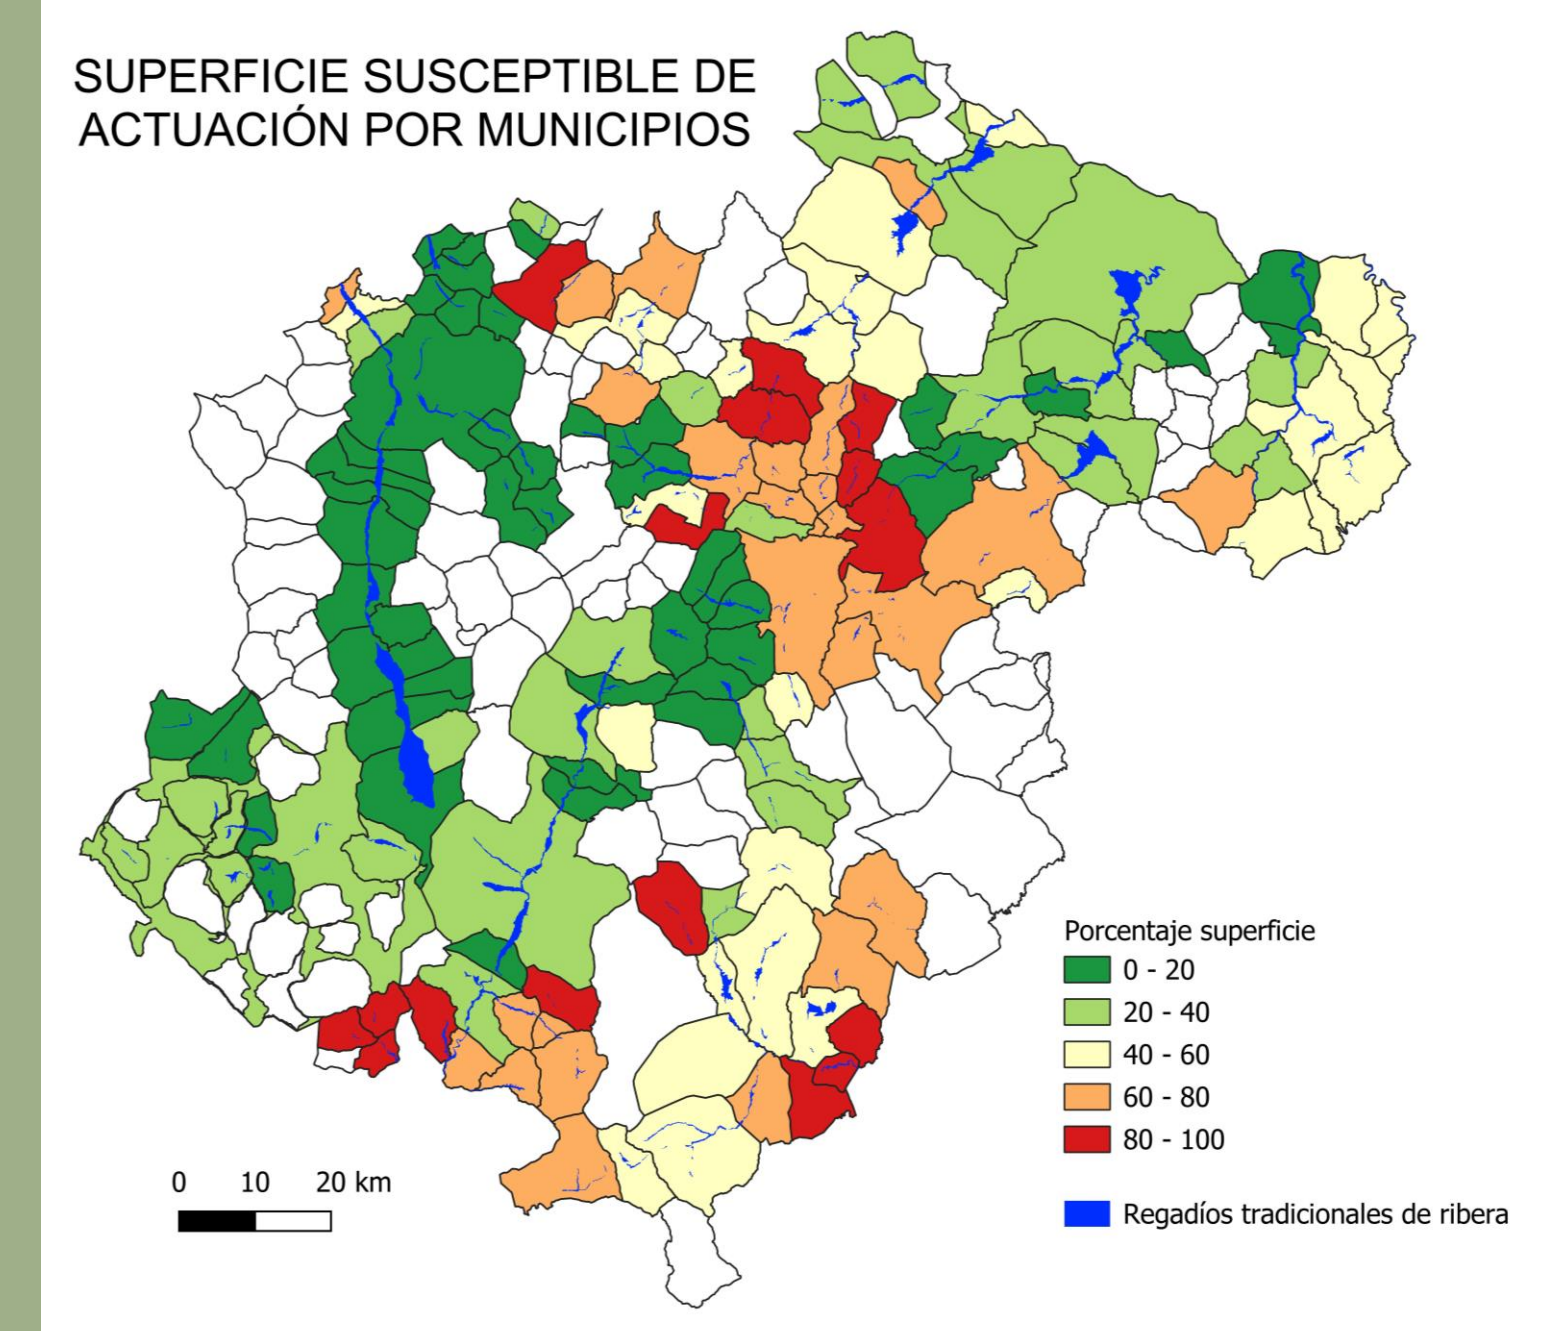 SUPERFICIE SUSCEPTIBLE DE
ACTUACIÓN POR MUNICIPIOS
Porcentaje superficie
0 - 20
20 - 40
40 - 60
60 - 80
80 - 100
Regadíos tradicionales de ribera
0 10 20 km